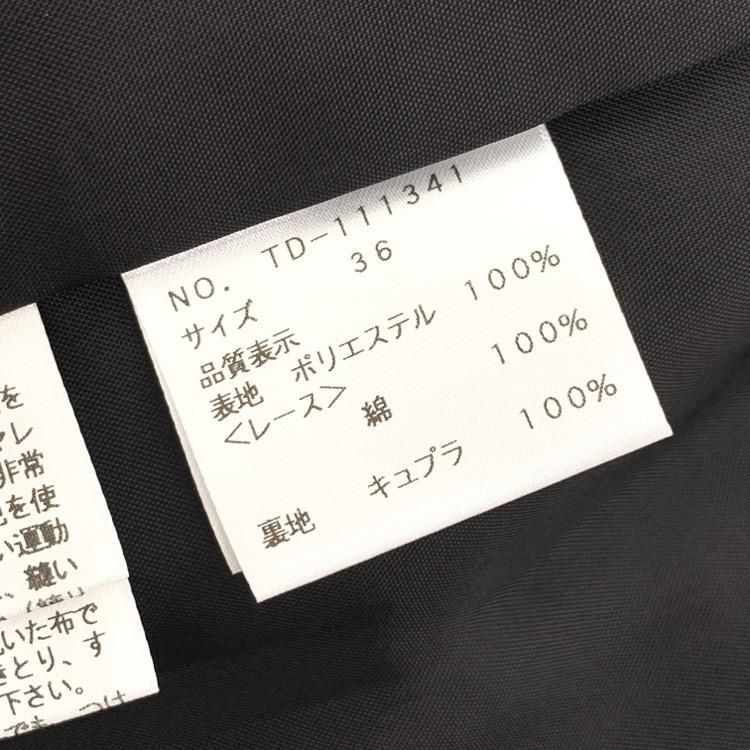 NO. TD-111341
サイズ 36
品質表示
表地 ポリエステル 100%
<レース> 綿 100%
裏地 キュプラ 100%
を
レ
非常
を使
い運動
、縫い
いた布で
きとり、す
下さい。